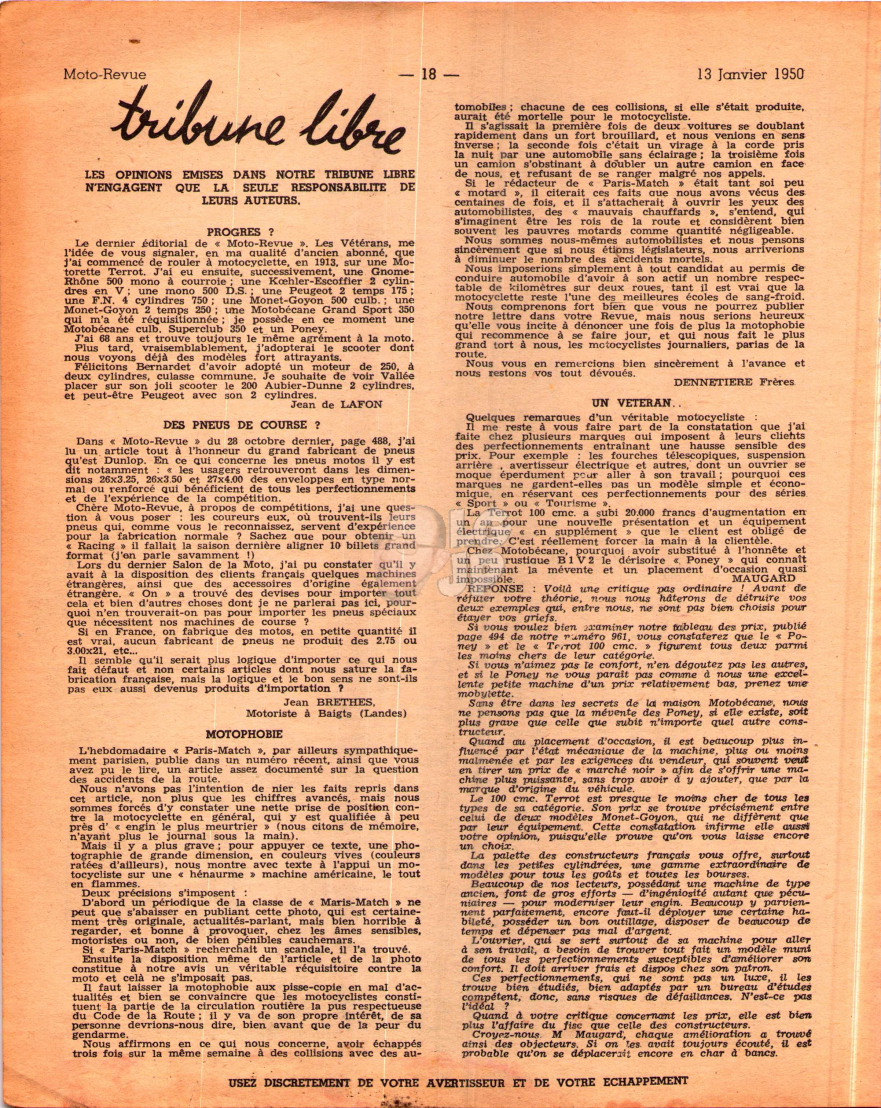 Moto-Revue
— 18 —
13 Janvier 1950
tribune libre
LES OPINIONS EMISES DANS NOTRE TRIBUNE LIBRE
N'ENGAGENT QUE LA SEULE RESPONSABILITE DE
LEURS AUTEURS.
PROGRES ?
Le dernier éditorial de « Moto-Revue ». Les Vétérans, me
l'idée de vous signaler, en ma qualité d'ancien abonné, que
j'ai commencé de rouler à motocyclette, en 1913, sur une Mo-
torette Terrot. J'ai eu ensuite, successivement, une Gnome-
Rhône 500 mono à courroie ; une Kœhler-Escoffier 2 cylin-
dres en V ; une mono 500 D.S. ; une Peugeot 2 temps 175 ;
une F.N. 4 cylindres 750 ; une Monet-Goyon 500 culb. ; une
Monet-Goyon 2 temps 250 ; une Motobécane Grand Sport 350
qui m'a été réquisitionnée ; je possède en ce moment une
Motobécane culb. Superclub 350 et un Poney.
J'ai 68 ans et trouve toujours le même agrément à la moto.
Plus tard, vraisemblablement, j'adopterai le scooter dont
nous voyons déjà des modèles fort attrayants.
Félicitons Bernardet d'avoir adopté un moteur de 250, à
deux cylindres, culasse commune. Je souhaite de voir Vallée
placer sur son joli scooter le 200 Aubier-Dunne 2 cylindres,
et peut-être Peugeot avec son 2 cylindres.
Jean de LAFON
DES PNEUS DE COURSE ?
Dans « Moto-Revue » du 28 octobre dernier, page 488, j'ai
lu un article tout à l'honneur du grand fabricant de pneus
qu'est Dunlop. En ce qui concerne les pneus moto il y est
dit notamment : « les usagers retrouveront dans les dimen-
sions 26x3.25, 26x3.50 et 27x4.00 des enveloppes en type nor-
mal ou renforcé qui bénéficient de tous les perfectionnements
et de l'expérience de la compétition.
Chère Moto-Revue, à propos de compétitions, j'ai une ques-
tion à vous poser : les coureurs eux, où trouvent-ils leurs
pneus qui, comme vous le reconnaissez, servent d'expérience
pour la fabrication normale ? Sachez que pour obtenir un
« Racing » il fallait la saison dernière aligner 10 billets grand
format (j'en parle savamment !)
Lors du dernier Salon de la Moto, j'ai pu constater qu'il y
avait à la disposition des clients français quelques machines
étrangères, ainsi que des accessoires d'origine également
étrangère. « On » a trouvé des devises pour importer tout
cela et bien d'autres choses dont je ne parlerai pas ici, pour-
quoi n'en trouverait-on pas pour importer les pneus spéciaux
que nécessitent nos machines de course ?
Si en France, on fabrique des motos, en petite quantité il
est vrai, aucun fabricant de pneus ne produit des 2.75 ou
3.00x21, etc...
Il semble qu'il serait plus logique d'importer ce qui nous
fait défaut et non certains articles dont nous sature la fa-
brication française, mais la logique et le bon sens ne sont-ils
pas eux aussi devenus produits d'importation ?
Jean BRETHES,
Motoriste à Baigts (Landes)
MOTOPHOBIE
L'hebdomadaire « Paris-Match », par ailleurs sympathique-
ment parisien, publie dans un numéro récent, ainsi que vous
avez pu le lire, un article assez documenté sur la question
des accidents de la route.
Nous n'avons pas l'intention de nier les faits repris dans
cet article, non plus que les chiffres avancés, mais nous
sommes forcés d'y constater une nette prise de position con-
tre la motocyclette en général, qui y est qualifiée à peu
près d' « engin le plus meurtrier » (nous citons de mémoire,
n'ayant plus le journal sous la main).
Mais il y a plus grave ; pour appuyer ce texte, une pho-
tographie de grande dimension, en couleurs vives (couleurs
ratées d'ailleurs), nous montre avec texte à l'appui un mo-
tocycliste sur une « hénaurme » machine américaine, le tout
en flammes.
Deux précisions s'imposent :
D'abord un périodique de la classe de « Maris-Match » ne
peut que s'abaisser en publiant cette photo, qui est certaine-
ment très originale, actualités-parlant, mais bien horrible à
regarder, et bonne à provoquer, chez les âmes sensibles,
motoristes ou non, de bien pénibles cauchemars.
Si « Paris-Match » recherchait un scandale, il l'a trouvé.
Ensuite la disposition même de l'article et de la photo
constitue à notre avis un véritable réquisitoire contre la
moto et celà ne s'imposait pas.
Il faut laisser la motophobie aux pisse-copie en mal d'ac-
tualités et bien se convaincre que les motocyclistes consti-
tuent la partie de la circulation routière la pus respectueuse
du Code de la Route ; il y va de son propre intérêt, de sa
personne devrions-nous dire, bien avant que de la peur du
gendarme.
Nous affirmons en ce qui nous concerne, avoir échappés
trois fois sur la même semaine à des collisions avec des au-
tomobiles ; chacune de ces collisions, si elle s'était produite,
aurait été mortelle pour le motocycliste.
Il s'agissait la première fois de deux voitures se doublant
rapidement dans un fort brouillard, et nous venions en sens
inverse ; la seconde fois c'était un virage à la corde pris
la nuit par une automobile sans éclairage ; la troisième fois
un camion s'obstinant à doubler un autre camion en face
de nous, et refusant de se ranger malgré nos appels.
Si le rédacteur de « Paris-Match » était tant soi peu
« motard », il citerait ces faits que nous avons vécus des
centaines de fois, et il s'attacherait à ouvrir les yeux des
automobilistes, des « mauvais chauffards », s'entend, qui
s'imaginent être les rois de la route et considèrent bien
souvent les pauvres motards comme quantité négligeable.
Nous sommes nous-mêmes automobilistes et nous pensons
sincèrement que si nous étions législateurs, nous arriverions
à diminuer le nombre des accidents mortels.
Nous imposerions simplement à tout candidat au permis de
conduire automobile d'avoir à son actif un nombre respec-
table de kilomètres sur deux roues, tant il est vrai que la
motocyclette reste l'une des meilleures écoles de sang-froid.
Nous comprenons fort bien que vous ne pourrez publier
notre lettre dans votre Revue, mais nous serions heureux
qu'elle vous incite à dénoncer une fois de plus la motophobie
qui recommence à se faire jour, et qui nous fait le plus
grand tort à nous, les motocyclistes journaliers, parias de la
route.
Nous vous en remercions bien sincèrement à l'avance et
nous restons vos tout dévoués.
DENNETIERE Frères
UN VETERAN..
Quelques remarques d'un véritable motocycliste :
Il me reste à vous faire part de la constatation que j'ai
faite chez plusieurs marques qui imposent à leurs clients
des perfectionnements entraînant une hausse sensible des
prix. Pour exemple : les fourches télescopiques, suspension
arrière , avertisseur électrique et autres, dont un ouvrier se
moque éperdument pour aller à son travail ; pourquoi ces
marques ne gardent-elles pas un modèle simple et écono-
mique, en réservant ces perfectionnements pour des séries
« Sport » ou « Tourisme ».
La Terrot 100 cmc. a subi 20.000 francs d'augmentation en
un an pour une nouvelle présentation et un équipement
électrique « en supplément » que le client est obligé de
prendre. C'est réellement forcer la main à la clientèle.
Chez Motobécane, pourquoi avoir substitué à l'honnête et
un peu rustique B 1 V 2 le dérisoire « Poney » qui connaît
maintenant la mévente et un placement d'occasion quasi
impossible.
MAUGARD
REPONSE : Voilà une critique pas ordinaire ! Avant de
réfuter votre théorie, nous nous hâterons de détruire vos
deux exemples qui, entre nous, ne sont pas bien choisis pour
étayer vos griefs.
Si vous voulez bien examiner notre tableau des prix, publié
page 494 de notre numéro 961, vous constaterez que le « Po-
ney » et le « Terrot 100 cmc. » figurent tous deux parmi
les moins chers de leur catégorie.
Si vous n'aimez pas le confort, n'en dégoutez pas les autres,
et si le Poney ne vous paraît pas comme à nous une excel-
lente petite machine d'un prix relativement bas, prenez une
mobylette.
Sans être dans les secrets de la maison Motobécane, nous
ne pensons pas que la mévente des Poney, si elle existe, soit
plus grave que celle que subit n'importe quel autre cons-
tructeur.
Quand au placement d'occasion, il est beaucoup plus in-
fluencé par l'état mécanique de la machine, plus ou moins
malmenée et par les exigences du vendeur, qui souvent veut
en tirer un prix de « marché noir » afin de s'offrir une ma-
chine plus puissante, sans trop avoir à y ajouter, que par la
marque d'origine du véhicule.
Le 100 cmc. Terrot est presque le moins cher de tous les
types de sa catégorie. Son prix se trouve précisément entre
celui de deux modèles Monet-Goyon, qui ne diffèrent que
par leur équipement. Cette constatation infirme elle aussi
votre opinion, puisqu'elle prouve qu'on vous laisse encore
un choix.
La palette des constructeurs français vous offre, surtout
dans les petites cylindrées, une gamme extraordinaire de
modèles pour tous les goûts et toutes les bourses.
Beaucoup de nos lecteurs, possédant une machine de type
ancien, font de gros efforts — d'ingéniosité autant que pécu-
niaires — pour moderniser leur engin. Beaucoup y parvien-
nent parfaitement, encore faut-il déployer une certaine ha-
bileté, posséder un bon outillage, disposer de beaucoup de
temps et dépenser pas mal d'argent.
L'ouvrier, qui se sert surtout de sa machine pour aller
à son travail, a besoin de trouver tout fait un modèle muni
de tous les perfectionnements susceptibles d'améliorer son
confort. Il doit arriver frais et dispos chez son patron.
Ces perfectionnements, qui ne sont pas un luxe, il les
trouve bien étudiés, bien adaptés par un bureau d'études
compétent, donc, sans risques de défaillances. N'est-ce pas
l'idéal ?
Quand à votre critique concernant les prix, elle est bien
plus l'affaire du fisc que celle des constructeurs.
Croyez-nous. M Maugard, chaque amélioration a trouvé
ainsi des objecteurs. Si on les avait toujours écouté, il est
probable qu'on se déplacerait encore en char à bancs.
USEZ DISCRETEMENT DE VOTRE AVERTISSEUR ET DE VOTRE ECHAPPEMENT